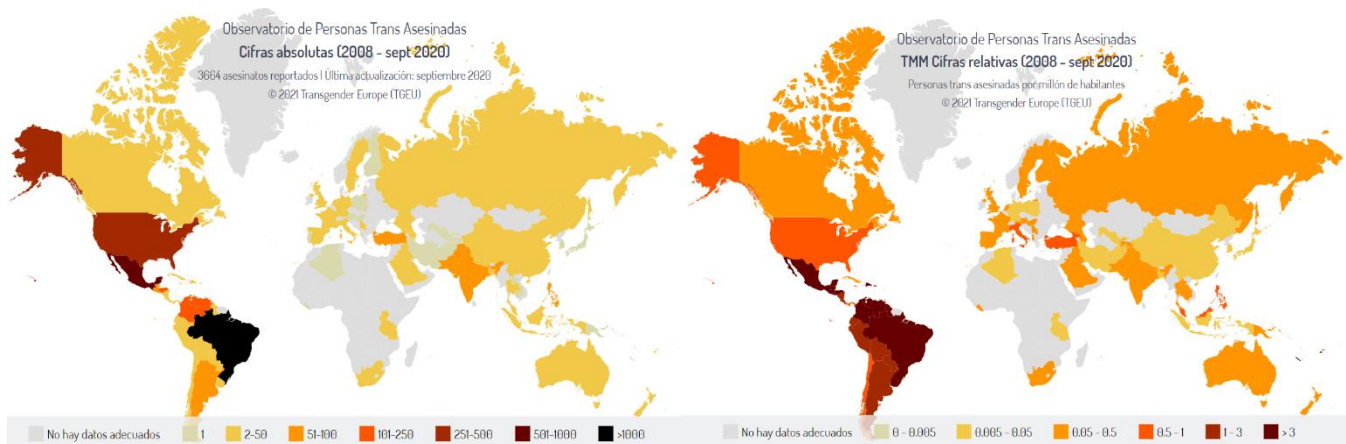 Observatorio de Personas Trans Asesinadas
Cifras absolutas (2008 - sept 2020)
3664 asesinatos reportados | Última actualización: septiembre 2020
© 2021 Transgender Europe (TGEU)
No hay datos adecuados 1 2-50 51-100 101-250 251-500 501-1000 >1000
Observatorio de Personas Trans Asesinadas
TMM Cifras relativas (2008 - sept 2020)
Personas trans asesinadas por millón de habitantes
© 2021 Transgender Europe (TGEU)
No hay datos adecuados 0 - 0.005 0.005 - 0.05 0.05 - 0.5 0.5 - 1 1 - 3 > 3